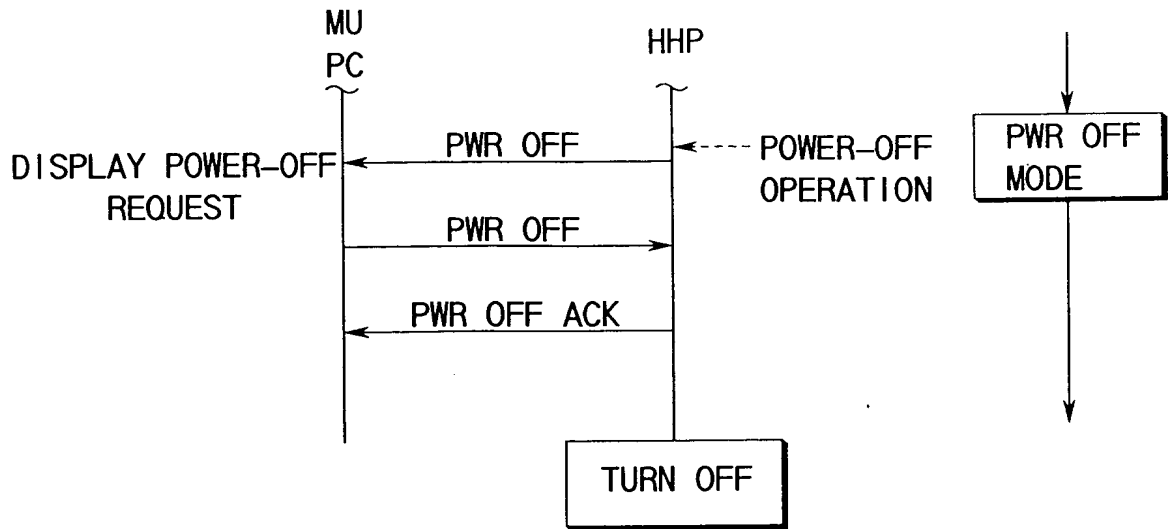 MU
PC
HHP
PWR OFF
DISPLAY POWER-OFF
REQUEST
POWER-OFF
OPERATION
PWR OFF
MODE
PWR OFF
PWR OFF ACK
TURN OFF